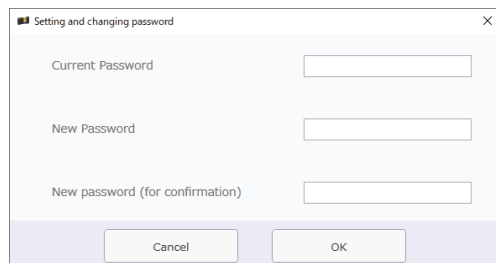 Setting and changing password
Current Password
New Password
New password (for confirmation)
Cancel OK